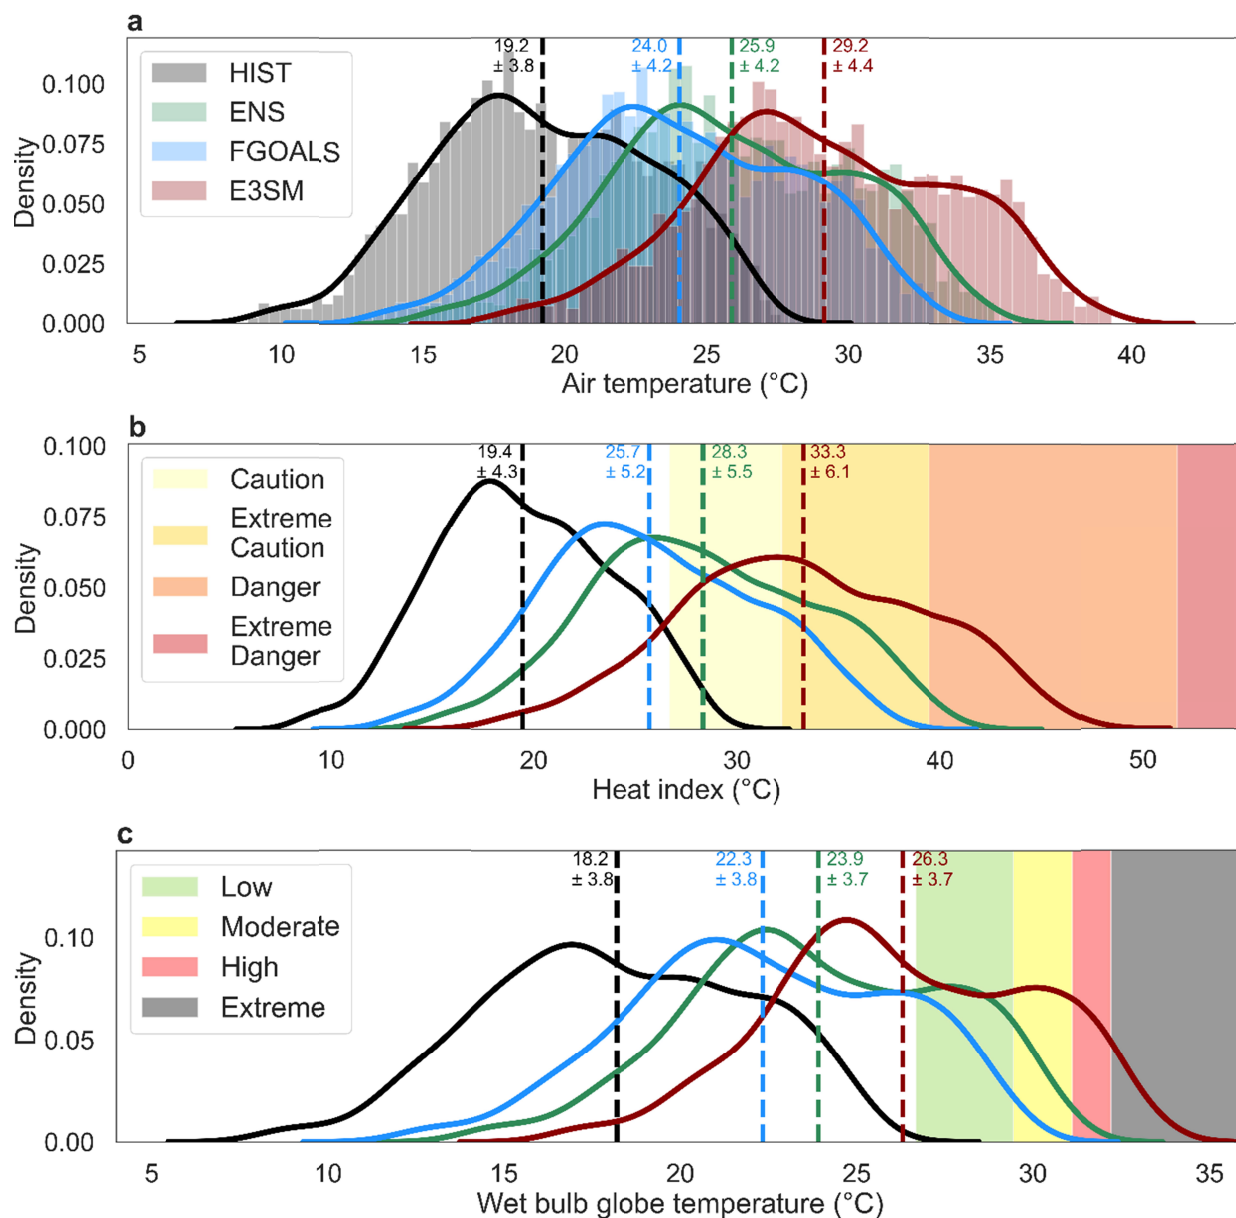 a
19.2
± 3.8
24.0
± 4.2
25.9
± 4.2
29.2
± 4.4
HIST
ENS
FGOALS
E3SM
0.100
0.075
0.050
0.025
0.000
Density
5 10 15 20 25 30 35 40
Air temperature (°C)
b
19.4
± 4.3
25.7
± 5.2
28.3
± 5.5
33.3
± 6.1
Caution
Extreme
Caution
Danger
Extreme
Danger
0.100
0.075
0.050
0.025
0.000
Density
0 10 20 30 40 50
Heat index (°C)
c
18.2
± 3.8
22.3
± 3.8
23.9
± 3.7
26.3
± 3.7
Low
Moderate
High
Extreme
0.10
0.05
0.00
Density
5 10 15 20 25 30 35
Wet bulb globe temperature (°C)